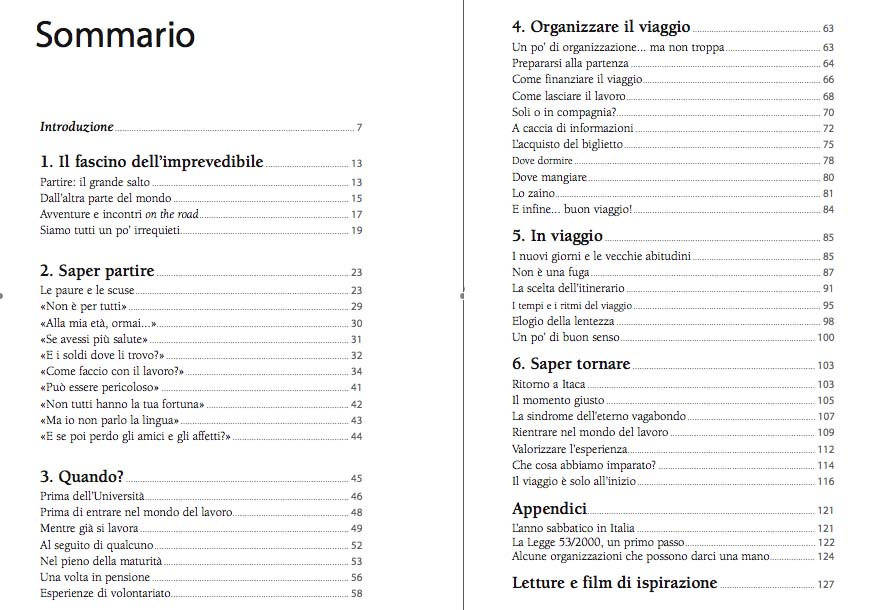 Sommario
Introduzione 7
1. Il fascino dell'imprevedibile 13
Partire: il grande salto 13
Dall'altra parte del mondo 15
Avventure e incontri on the road 17
Siamo tutti un po' irrequieti 19
2. Saper partire 23
Le paure e le scuse 23
«Non è per tutti» 29
«Alla mia età, ormai...» 30
«Se avessi più salute» 31
«E i soldi dove li trovo?» 32
«Come faccio con il lavoro?» 34
«Può essere pericoloso» 41
«Non tutti hanno la tua fortuna» 42
«Ma io non parlo la lingua» 43
«E se poi perdo gli amici e gli affetti?» 44
3. Quando? 45
Prima dell'Università 46
Prima di entrare nel mondo del lavoro 48
Mentre già si lavora 49
Al seguito di qualcuno 52
Nel pieno della maturità 53
Una volta in pensione 56
Esperienze di volontariato 58
4. Organizzare il viaggio 63
Un po' di organizzazione... ma non troppa 63
Prepararsi alla partenza 64
Come finanziare il viaggio 66
Come lasciare il lavoro 68
Soli o in compagnia? 70
A caccia di informazioni 72
L'acquisto del biglietto 75
Dove dormire 78
Dove mangiare 80
Lo zaino 81
E infine... buon viaggio! 84
5. In viaggio 85
I nuovi giorni e le vecchie abitudini 85
Non è una fuga 87
La scelta dell'itinerario 91
I tempi e i ritmi del viaggio 95
Elogio della lentezza 98
Un po' di buon senso 100
6. Saper tornare 103
Ritorno a Itaca 103
Il momento giusto 105
La sindrome dell'eterno vagabondo 107
Rientrare nel mondo del lavoro 109
Valorizzare l'esperienza 112
Che cosa abbiamo imparato? 114
Il viaggio è solo all'inizio 116
Appendici 121
L'anno sabbatico in Italia 121
La Legge 53/2000, un primo passo 122
Alcune organizzazioni che possono darci una mano 124
Letture e film di ispirazione 127